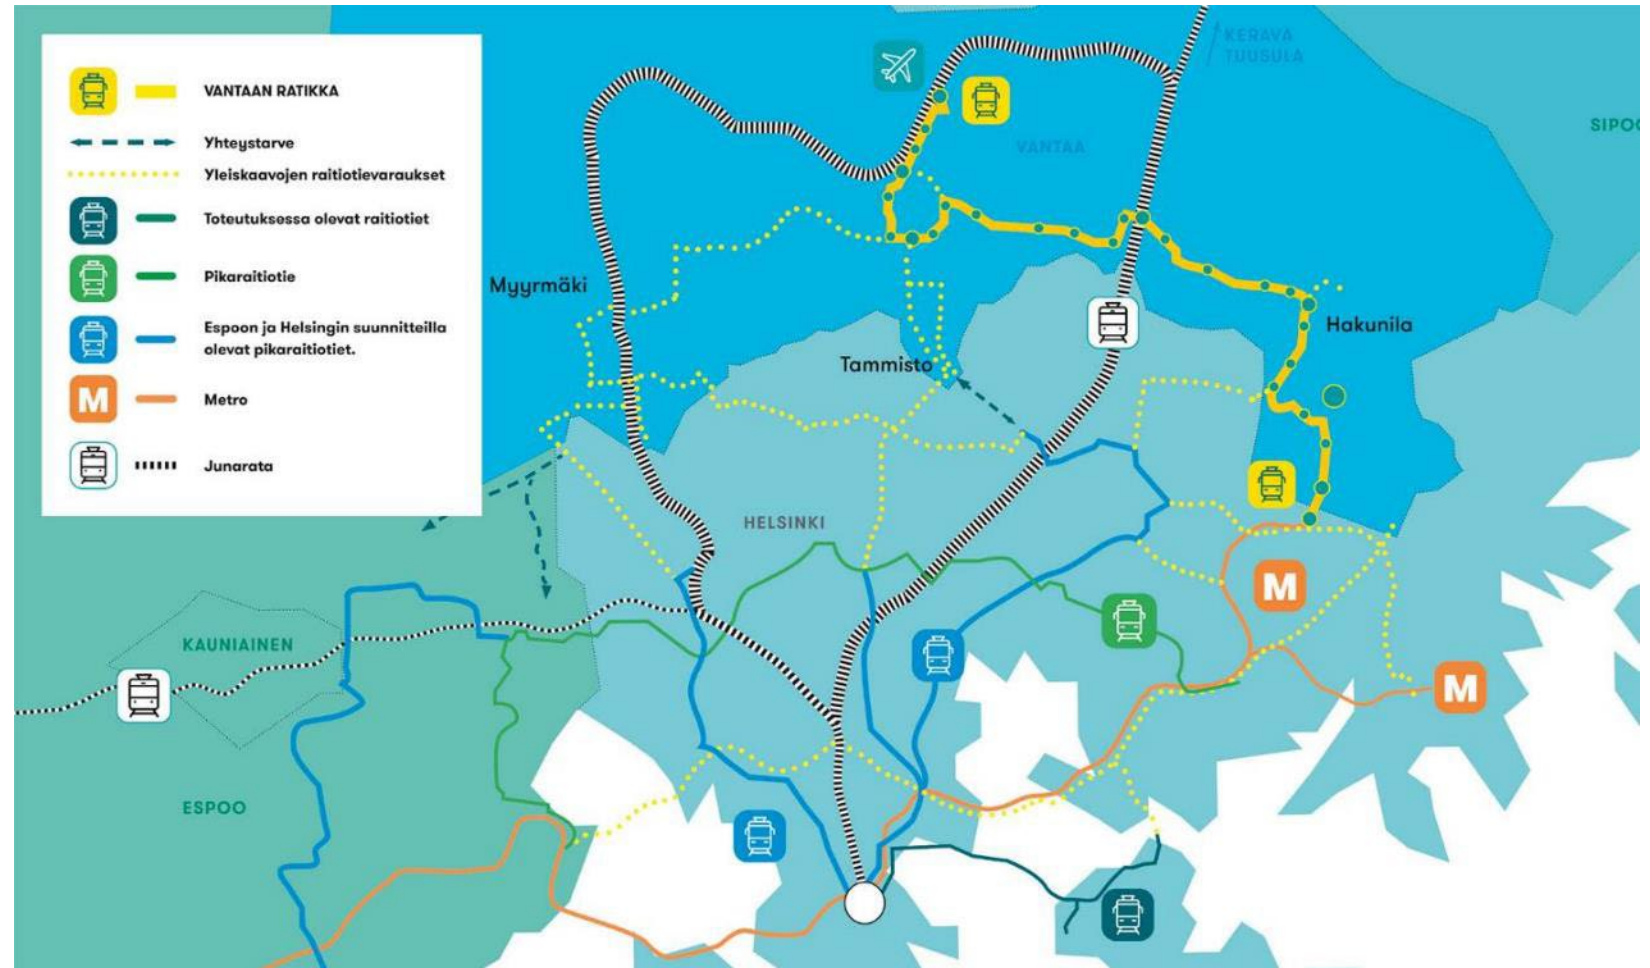 VANTAAN RATIKKA
Yhteystarve
Yleiskaavojen raitiotievaraukset
Toteutuksessa olevat raitiotiet
Pikaraitiotie
Espoon ja Helsingin suunnitteilla
olevat pikaraitiotiet.
M
Metro
Junarata
KERAVA
TUUSULA
SIPOO
VANTAA
Myyrmäki
Hakunila
Tammisto
HELSINKI
M
KAUNIAINEN
M
ESPOO